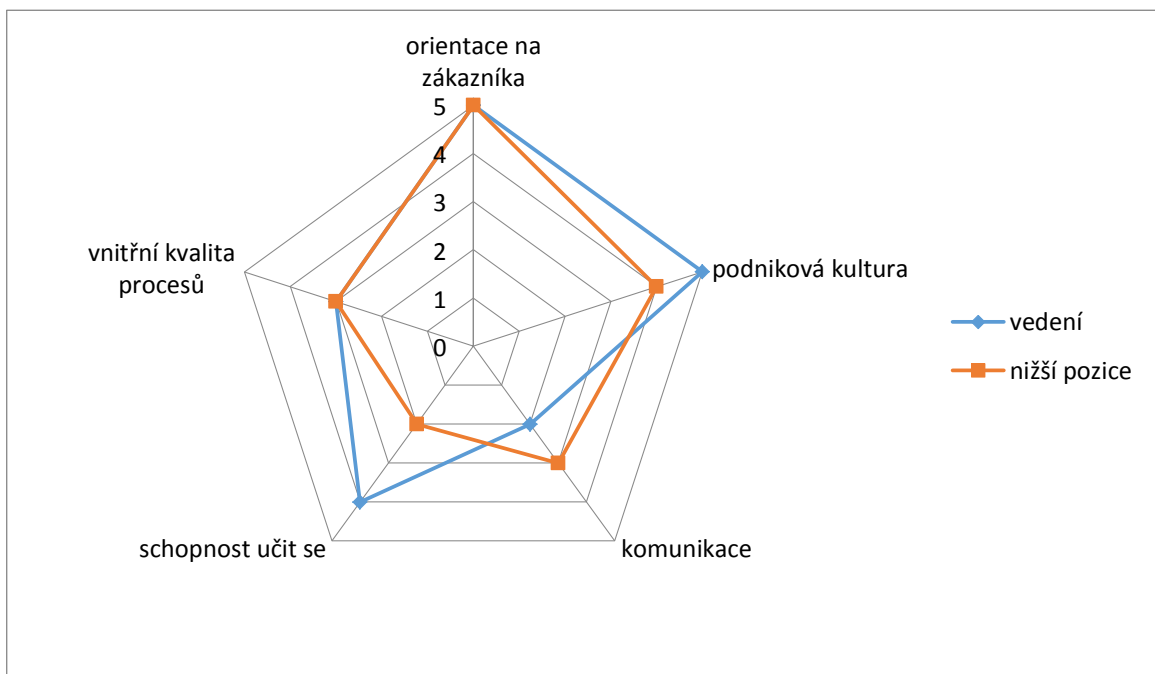 orientace na
zákazníka
5
4
3
2
1
0
vnitřní kvalita
procesů
podniková kultura
schopnost učit se
komunikace
vedení
nižší pozice